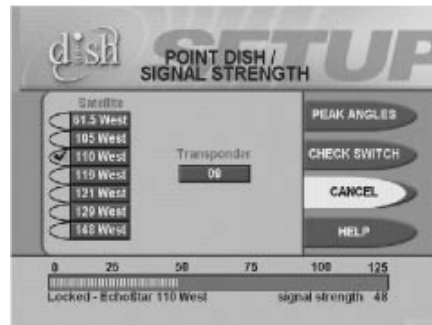 SETUP
dish
POINT DISH /
SIGNAL STRENGTH
Satellite
61.5 West
105 West
110 West
119 West
121 West
129 West
148 West
Transponder
09
PEAK ANGLES
CHECK SWITCH
CANCEL
HELP
0 25 50 75 100 125
Locked - EchoStar 110 West signal strength 48